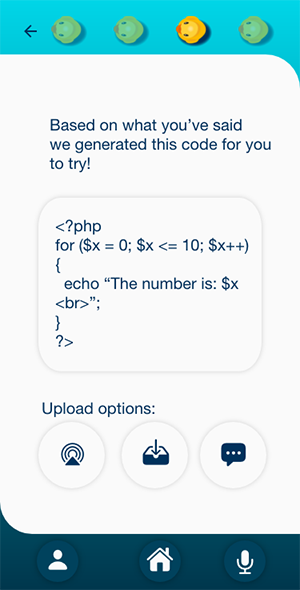 Based on what you’ve said
we generated this code for you
to try!
<?php
for ($x = 0; $x <= 10; $x++)
{
echo “The number is: $x
<br>”;
}
?>
Upload options: